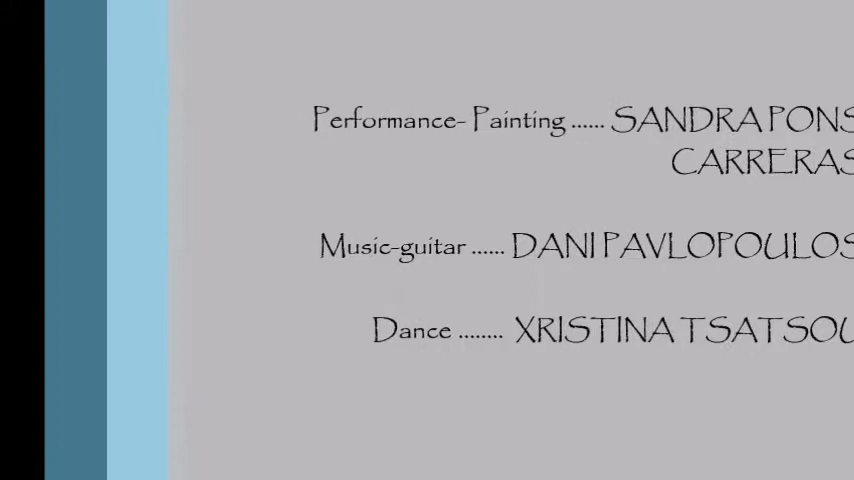 Performance- Painting ...... SANDRA PONS
CARRERAS
Music-guitar ...... DANI PAVLOPOULOS
Dance ........ XRISTINA TSATSOU